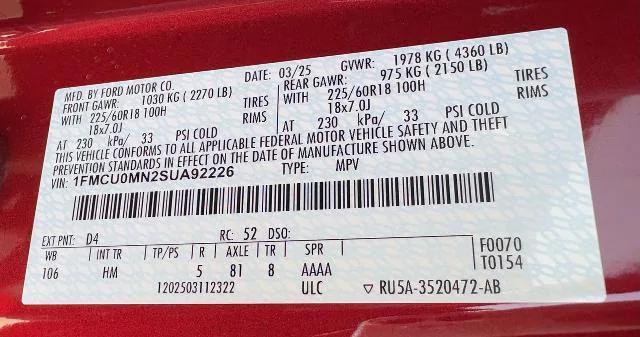 MFD. BY FORD MOTOR CO. DATE: 03/25 GVWR: 1978 KG ( 4360 LB)
FRONT GAWR: 1030 KG ( 2270 LB) REAR GAWR: 975 KG ( 2150 LB)
WITH 225/60R18 100H TIRES WITH 225/60R18 100H TIRES
18x7.0J RIMS 18x7.0J RIMS
AT 230 kPa/ 33 PSI COLD AT 230 kPa/ 33 PSI COLD
THIS VEHICLE CONFORMS TO ALL APPLICABLE FEDERAL MOTOR VEHICLE SAFETY AND THEFT
PREVENTION STANDARDS IN EFFECT ON THE DATE OF MANUFACTURE SHOWN ABOVE.
VIN: 1FMCU0MN2SUA92226 TYPE: MPV
EXT PNT: D4 RC: 52 DSO:
WB INT TR TP/PS R AXLE TR SPR F0070
106 HM 5 81 8 AAAA T0154
1202503112322 ULC ▽ RU5A-3520472-AB